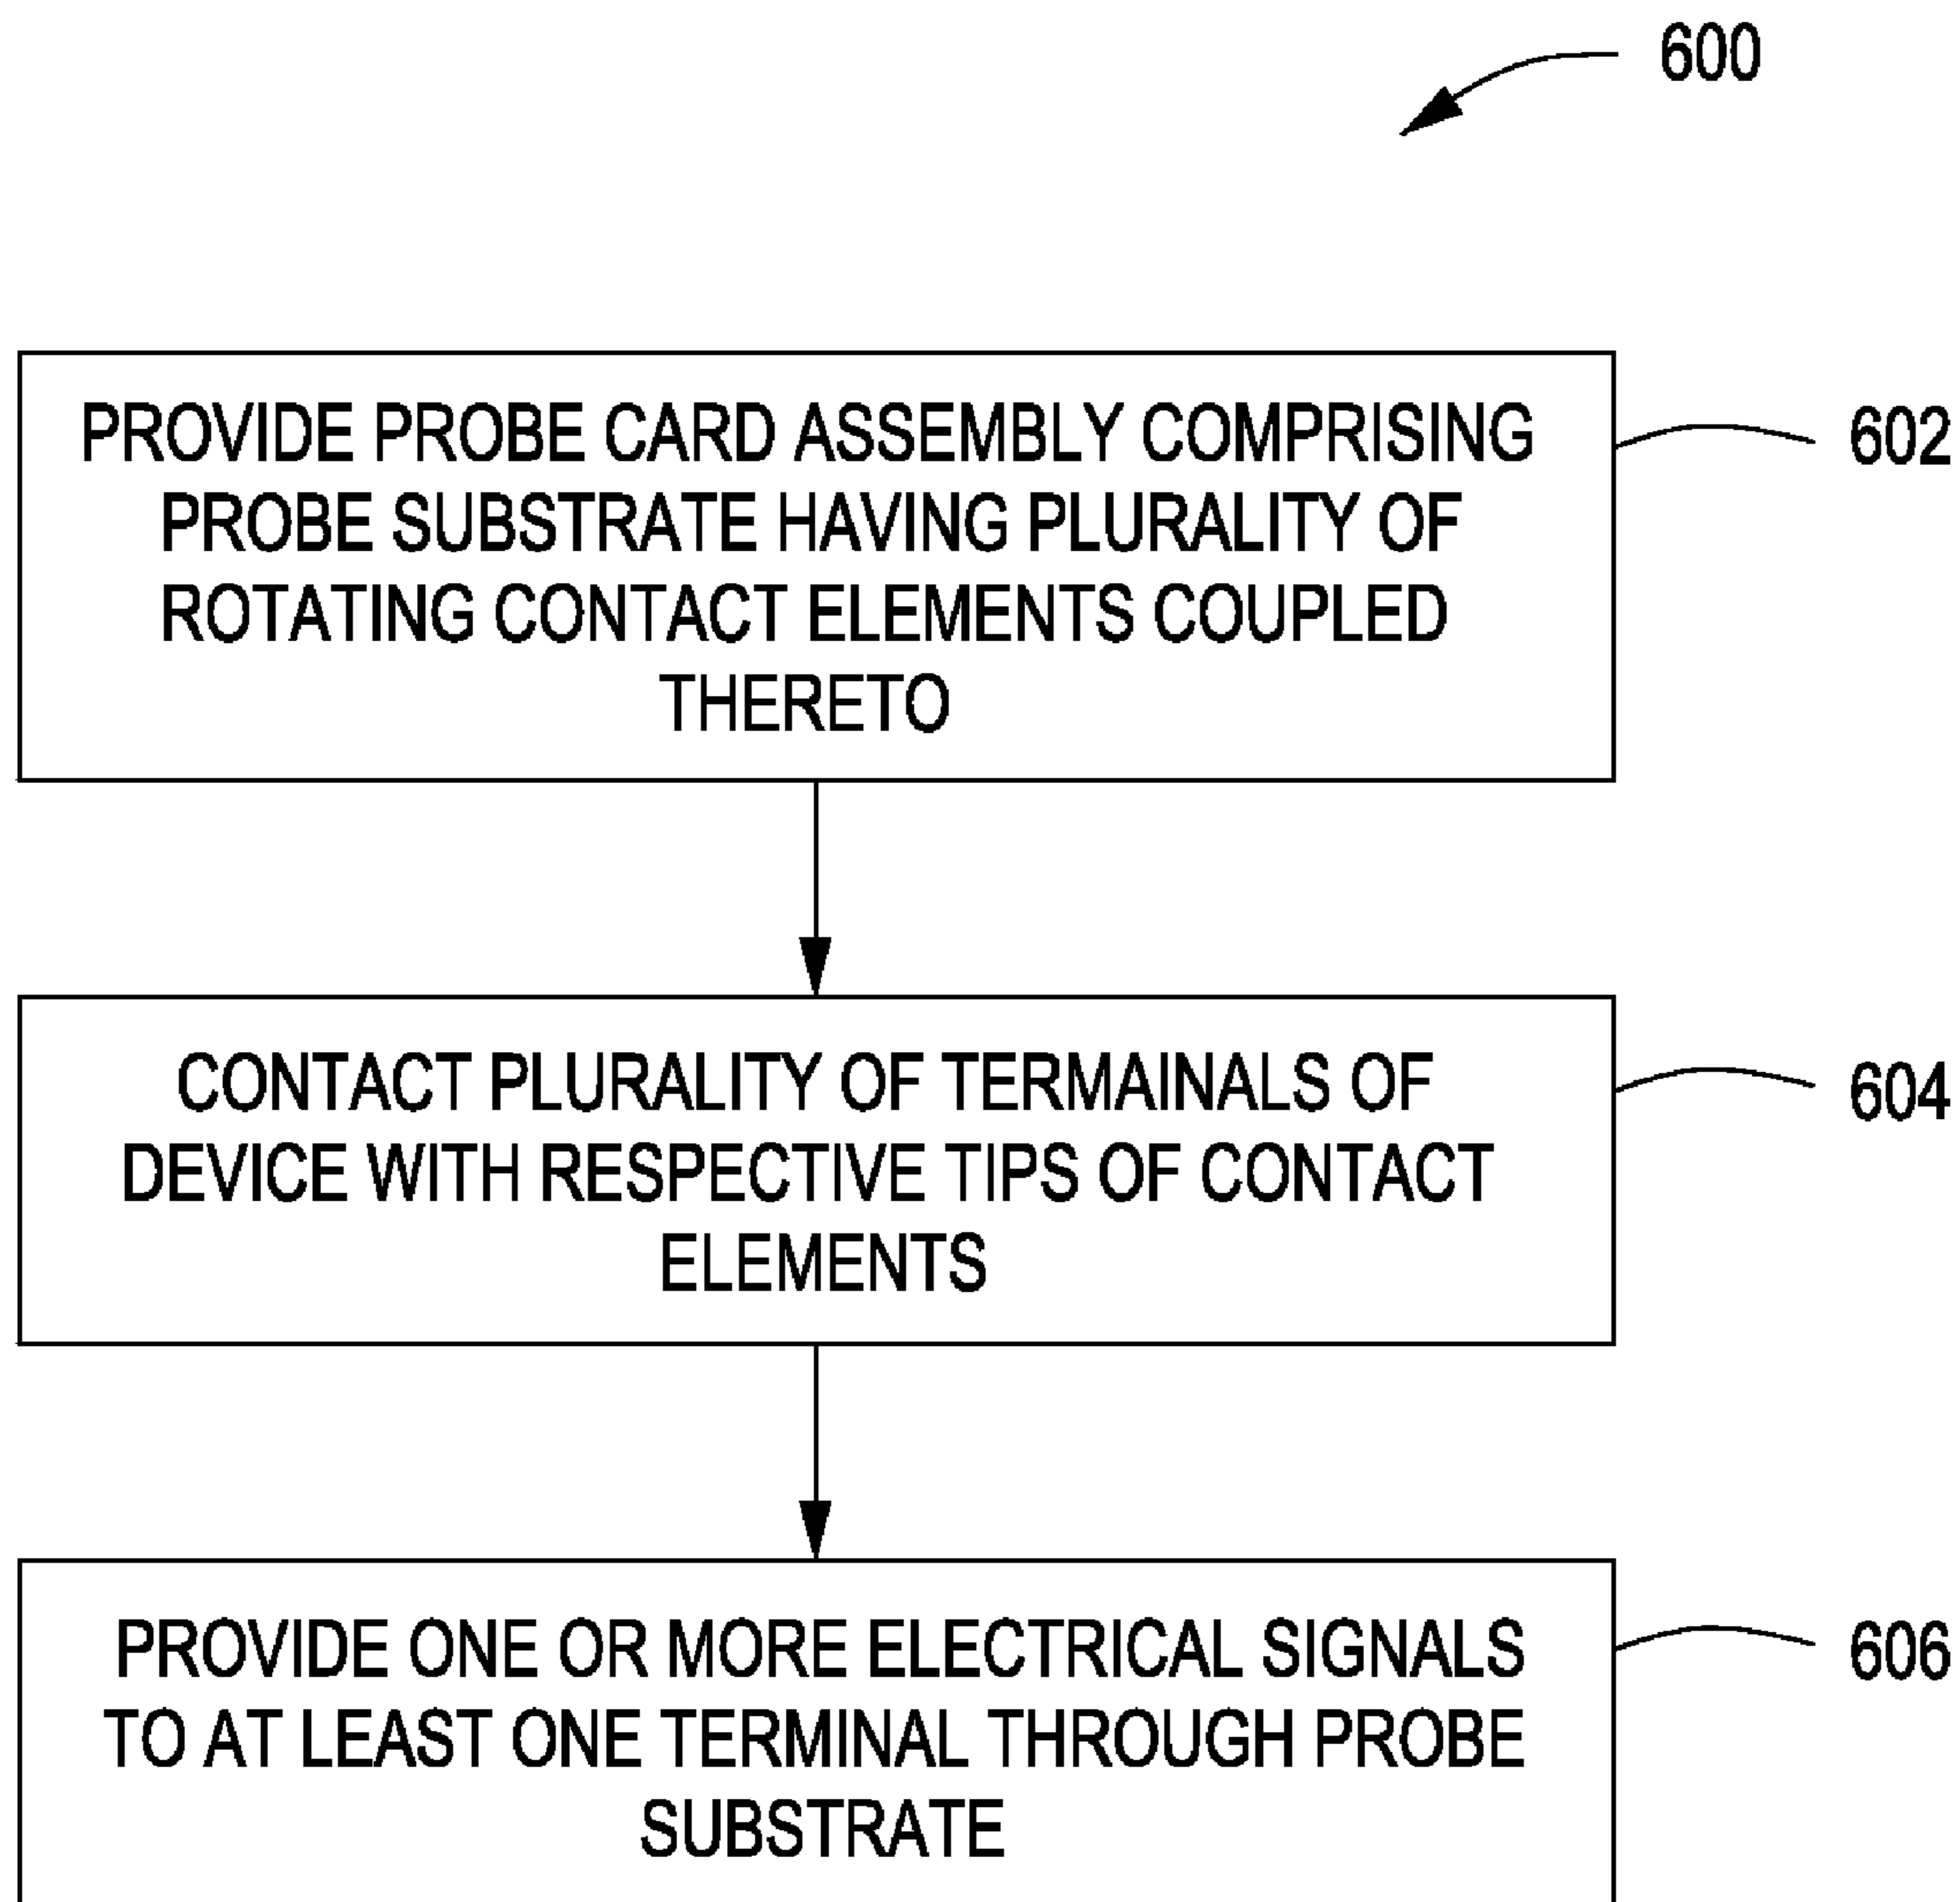 600
PROVIDE PROBE CARD ASSEMBLY COMPRISING
PROBE SUBSTRATE HAVING PLURALITY OF
ROTATING CONTACT ELEMENTS COUPLED
THERETO
602
CONTACT PLURALITY OF TERMAINALS OF
DEVICE WITH RESPECTIVE TIPS OF CONTACT
ELEMENTS
604
PROVIDE ONE OR MORE ELECTRICAL SIGNALS
TO AT LEAST ONE TERMINAL THROUGH PROBE
SUBSTRATE
606